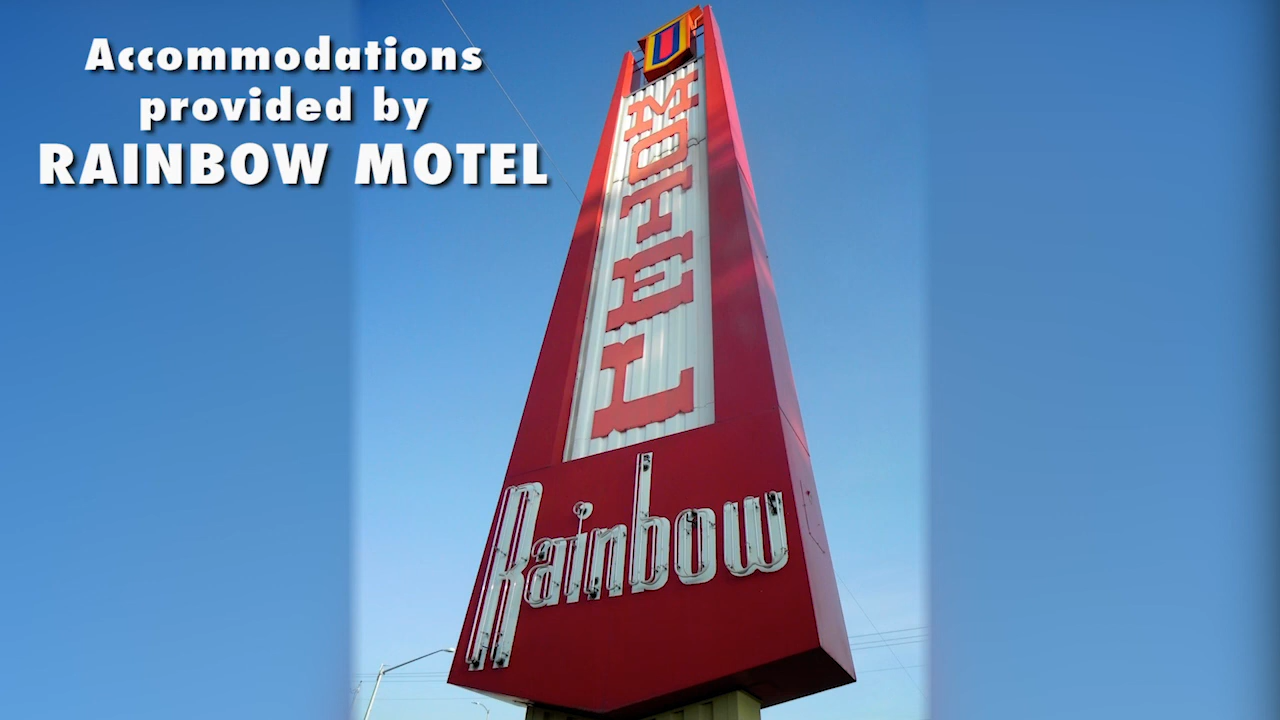 Accommodations
provided by
RAINBOW MOTEL
MOTEL
Rainbow